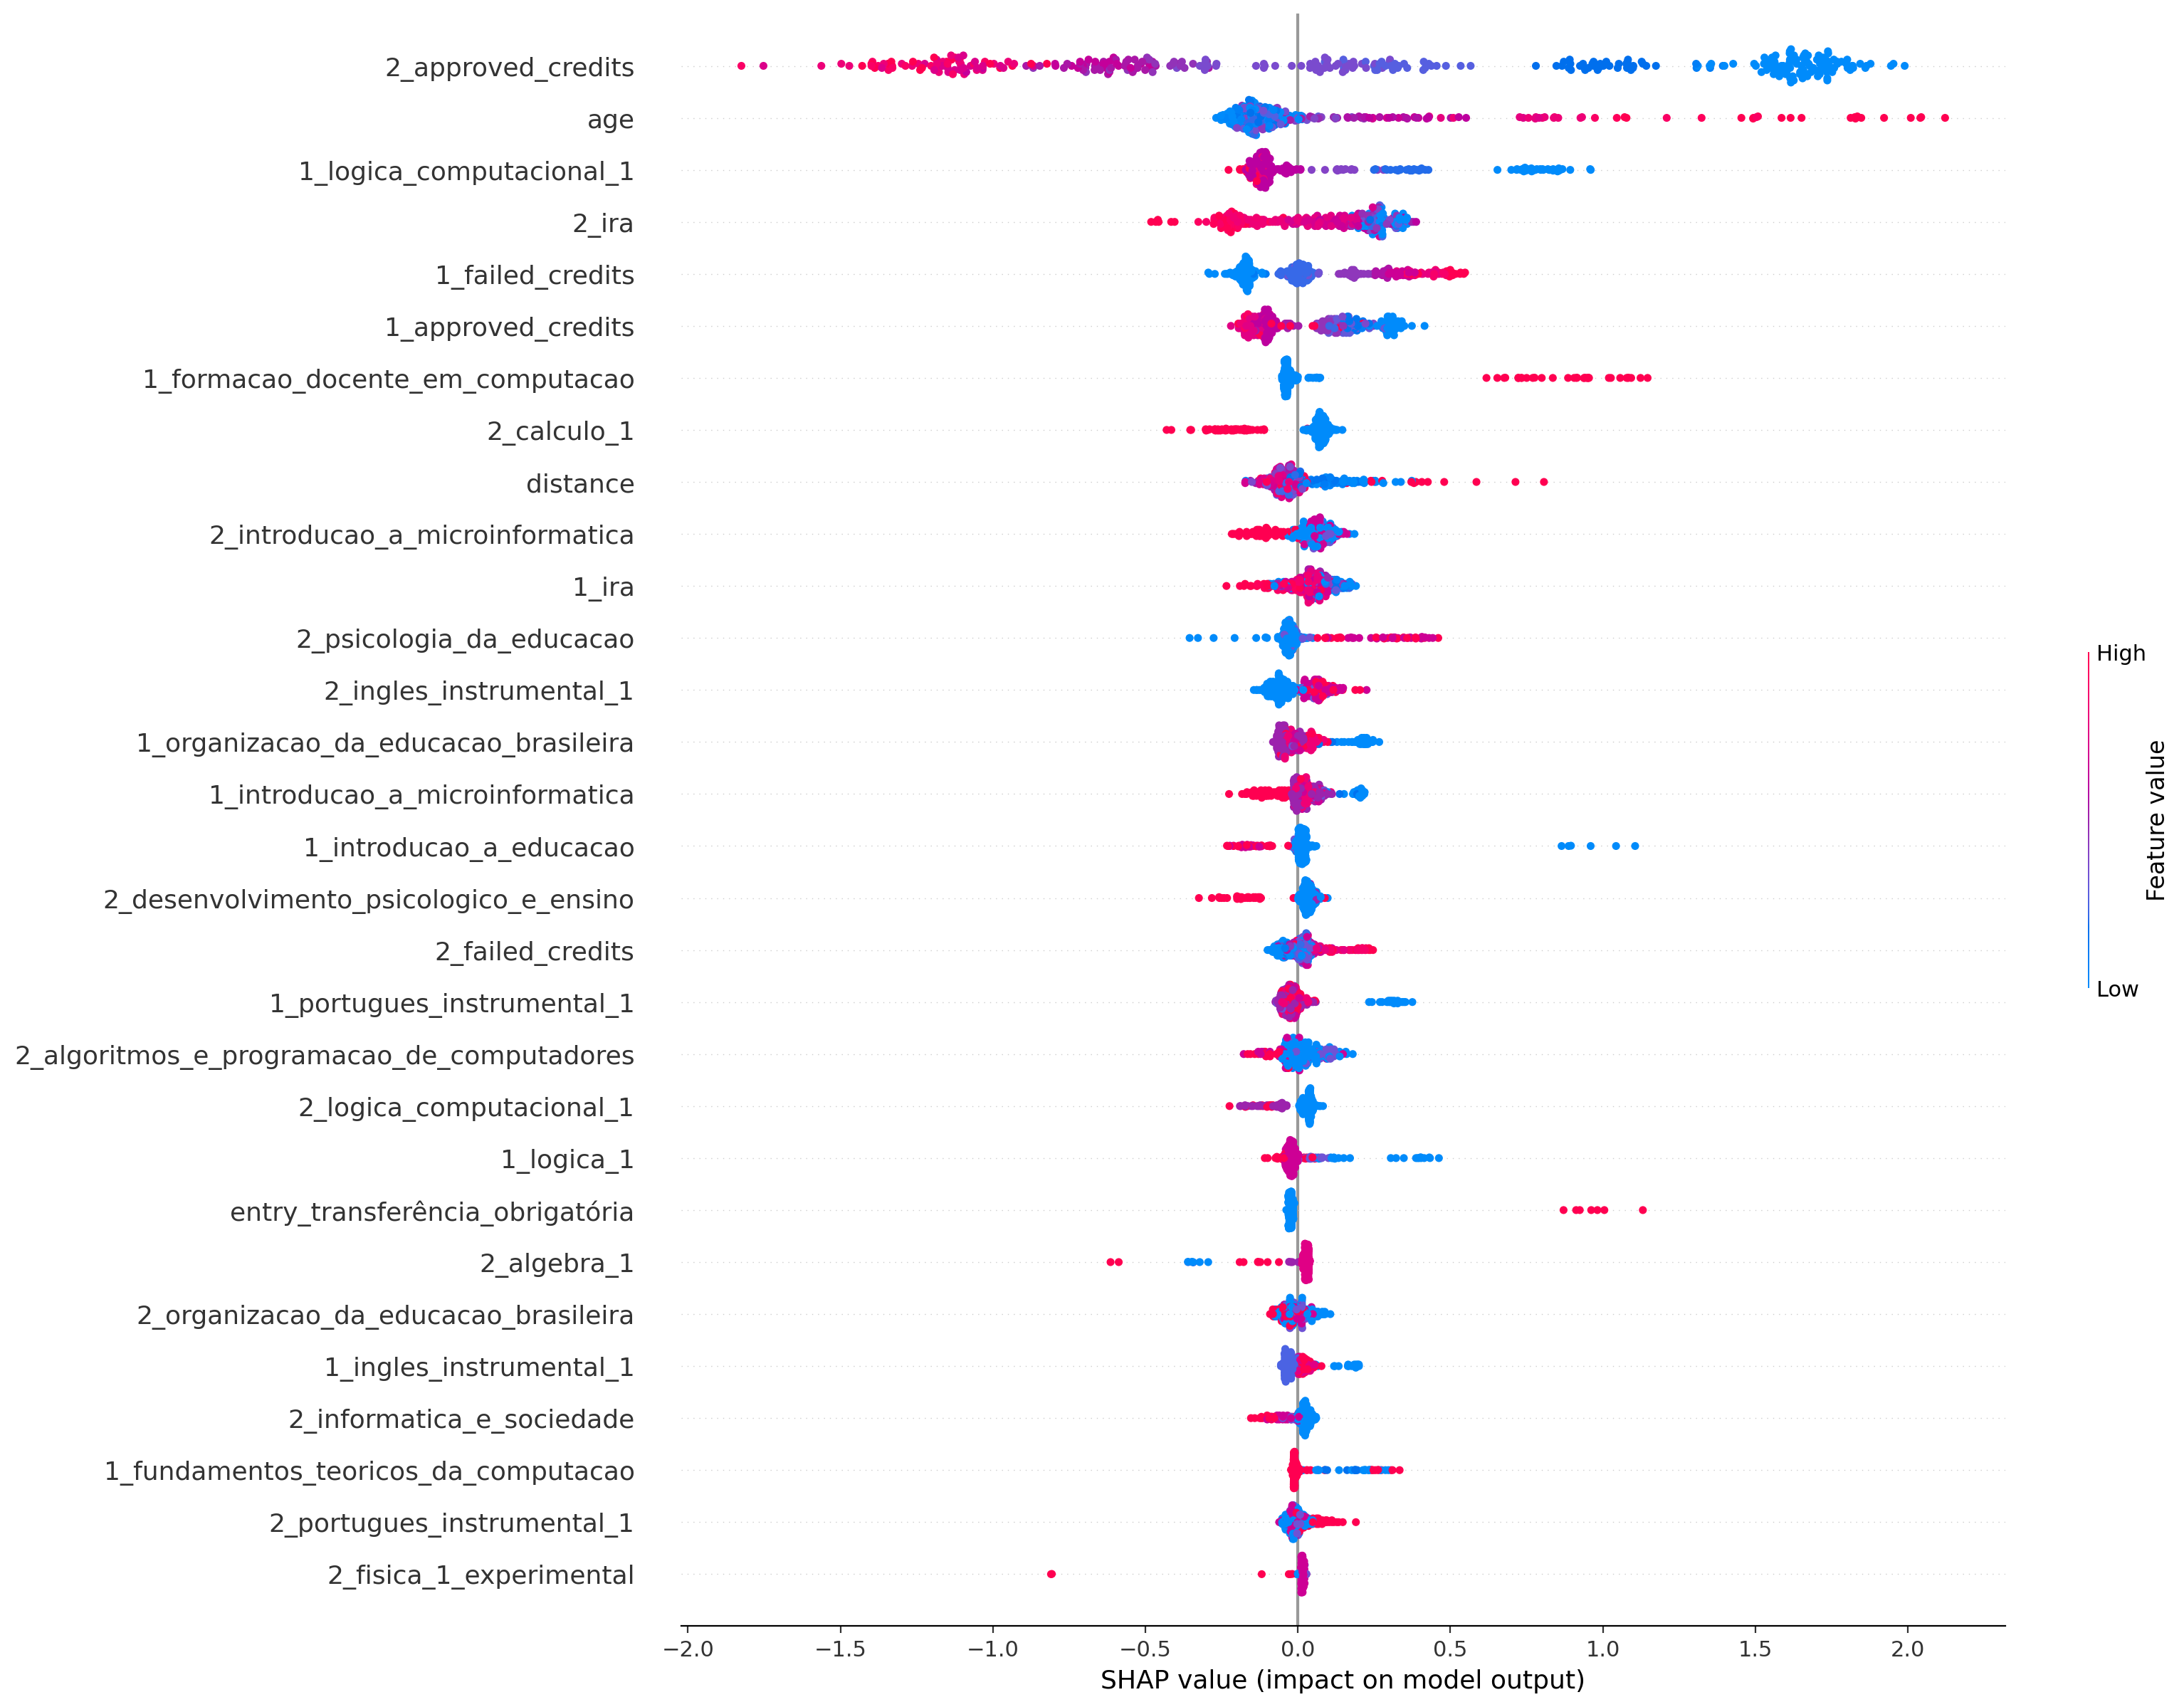 2_approved_credits
age
1_logica_computacional_1
2_ira
1_failed_credits
1_approved_credits
1_formacao_docente_em_computacao
2_calculo_1
distance
2_introducao_a_microinformatica
1_ira
2_psicologia_da_educacao
2_ingles_instrumental_1
1_organizacao_da_educacao_brasileira
1_introducao_a_microinformatica
1_introducao_a_educacao
2_desenvolvimento_psicologico_e_ensino
2_failed_credits
1_portugues_instrumental_1
2_algoritmos_e_programacao_de_computadores
2_logica_computacional_1
1_logica_1
entry_transferência_obrigatória
2_algebra_1
2_organizacao_da_educacao_brasileira
1_ingles_instrumental_1
2_informatica_e_sociedade
1_fundamentos_teoricos_da_computacao
2_portugues_instrumental_1
2_fisica_1_experimental
−2.0 −1.5 −1.0 −0.5 0.0 0.5 1.0 1.5 2.0
SHAP value (impact on model output)
High
Feature value
Low